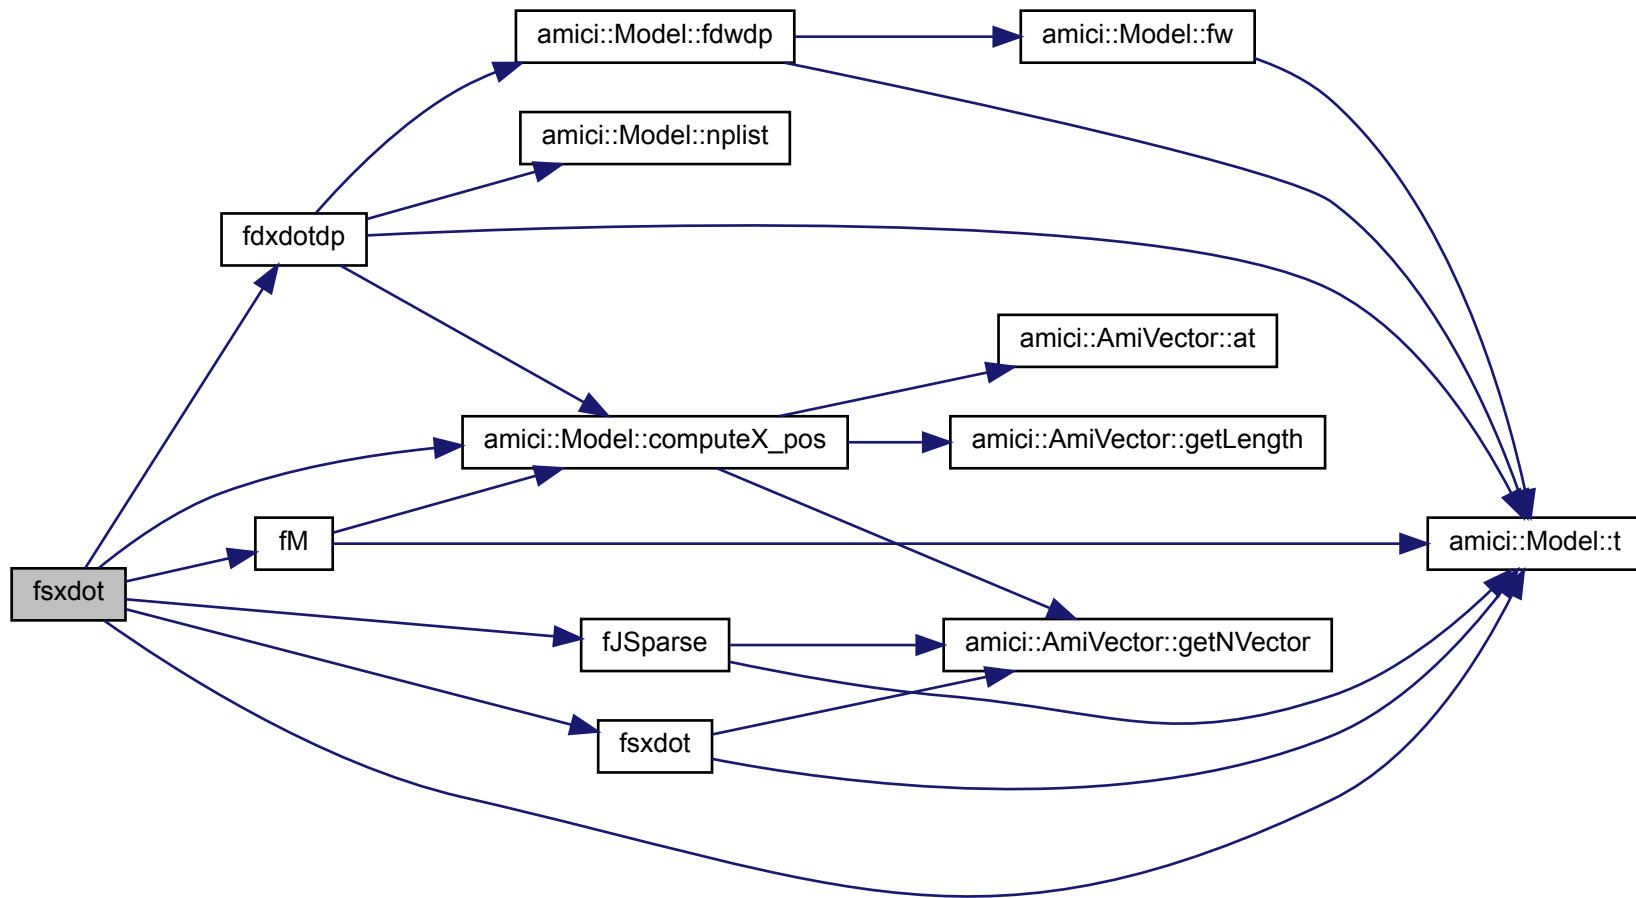 amici::Model::fdwdp
amici::Model::fw
amici::Model::nplist
fdxdotdp
amici::AmiVector::at
amici::Model::computeX_pos
amici::AmiVector::getLength
fM
amici::Model::t
fsxdot
fJSparse
amici::AmiVector::getNVector
fsxdot